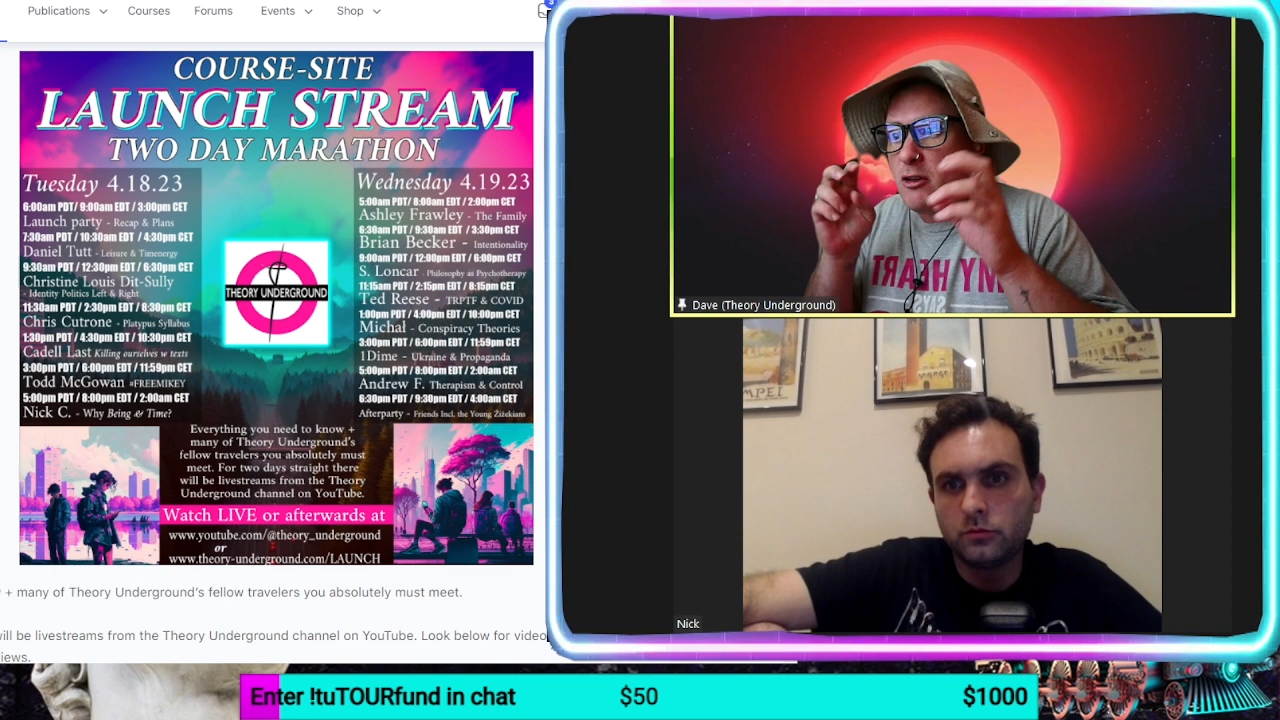 Publications
Courses
Forums
Events
Shop
3
COURSE-SITE
LAUNCH STREAM
TWO DAY MARATHON
Tuesday 4.18.23
6:00am PDT/ 9:00am EDT / 3:00pm CET
Launch party - Recap & Plans
7:30am PDT / 10:30am EDT / 4:30pm CET
Daniel Tutt - Leisure & Timenergy
9:30am PDT / 12:30pm EDT / 6:30pm CET
Christine Louis Dit-Sully
- Identity Politics Left & Right
11:30am PDT / 2:30pm EDT / 8:30pm CET
Chris Cutrone - Platypus Syllabus
1:30pm PDT / 4:30pm EDT / 10:30pm CET
Cadell Last Killing ourselves w texts
3:00pm PDT / 6:00pm EDT / 11:59pm CET
Todd McGowan #FREEMIKEY
5:00pm PDT / 8:00pm EDT / 2:00am CET
Nick C. - Why Being & Time?
Wednesday 4.19.23
5:00am PDT/ 8:00am EDT / 2:00pm CET
Ashley Frawley - The Family
6:30am PDT / 9:30am EDT / 3:30pm CET
Brian Becker - Intentionality
9:00am PDT / 12:00pm EDT / 6:00pm CET
S. Loncar - Philosophy as Psychotherapy
11:15am PDT / 2:15pm EDT / 8:15pm CET
Ted Reese - TRPTF & COVID
1:00pm PDT / 4:00pm EDT / 10:00pm CET
Michal - Conspiracy Theories
3:00pm PDT / 6:00pm EDT / 11:59pm CET
1Dime - Ukraine & Propaganda
5:00pm PDT / 8:00pm EDT / 2:00am CET
Andrew F. Therapism & Control
6:30pm PDT / 9:30pm EDT / 4:00am CET
Afterparty - Friends Incl. the Young Žižekians
THEORY UNDERGROUND
Everything you need to know +
many of Theory Underground's
fellow travelers you absolutely must
meet. For two days straight there
will be livestreams from the Theory
Underground channel on YouTube.
Watch LIVE or afterwards at
www.youtube.com/@theory_underground
or
www.theory-underground.com/LAUNCH
+ many of Theory Underground's fellow travelers you absolutely must meet.
will be livestreams from the Theory Underground channel on YouTube. Look below for video
views.
MY HEART
Dave (Theory Underground)
Nick
Enter !tuTOURfund in chat
$50
$1000